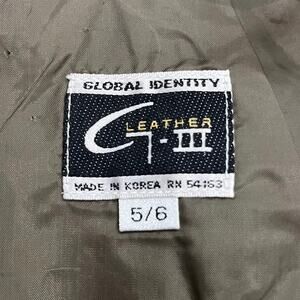 GLOBAL IDENTITY
LEATHER
G-III
MADE IN KOREA RN 54163
5/6